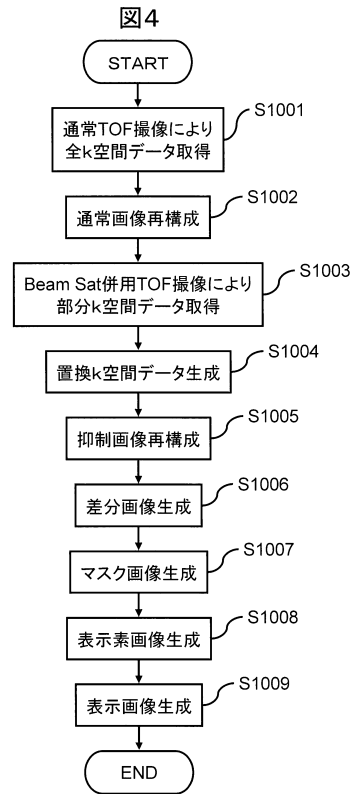 図4
START
通常TOF撮像により
全k空間データ取得
S1001
通常画像再構成
S1002
Beam Sat併用TOF撮像により
部分k空間データ取得
S1003
置換k空間データ生成
S1004
抑制画像再構成
S1005
差分画像生成
S1006
マスク画像生成
S1007
表示素画像生成
S1008
表示画像生成
S1009
END